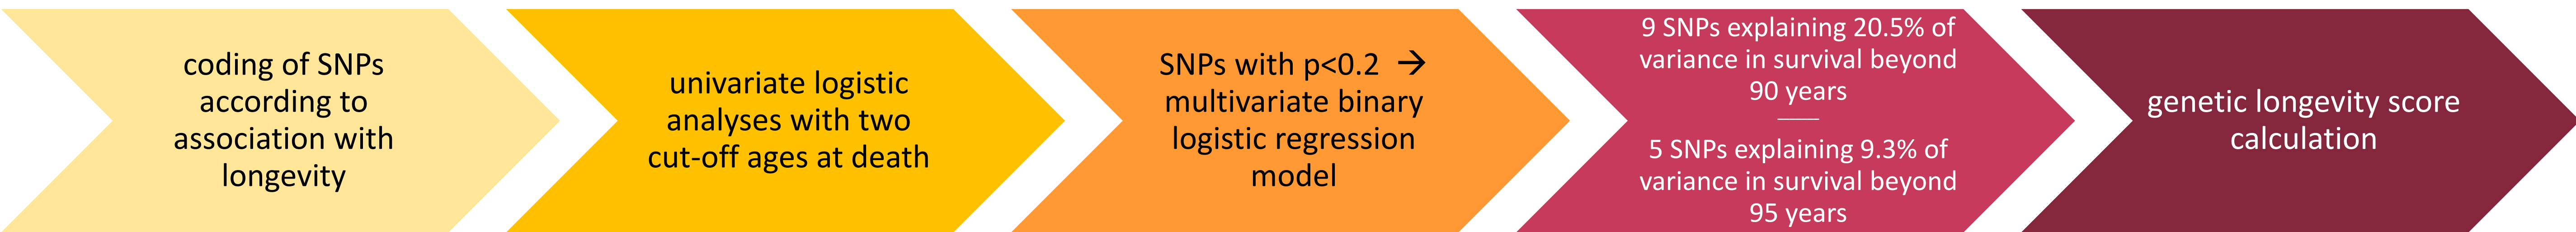 coding of SNPs
according to
association with
longevity
univariate logistic
analyses with two
cut-off ages at death
SNPs with p<0.2 →
multivariate binary
logistic regression
model
9 SNPs explaining 20.5% of
variance in survival beyond
90 years
5 SNPs explaining 9.3% of
variance in survival beyond
95 years
genetic longevity score
calculation